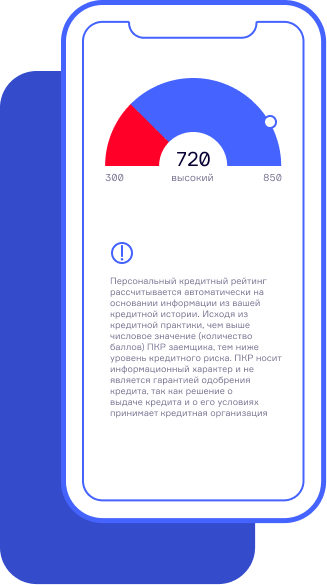 720
300 высокий 850
Персональный кредитный рейтинг
рассчитывается автоматически на
основании информации из вашей
кредитной истории. Исходя из
кредитной практики, чем выше
числовое значение (количество
баллов) ПКР заемщика, тем ниже
уровень кредитного риска. ПКР носит
информационный характер и не
является гарантией одобрения
кредита, так как решение о
выдаче кредита и о его условиях
принимает кредитная организация